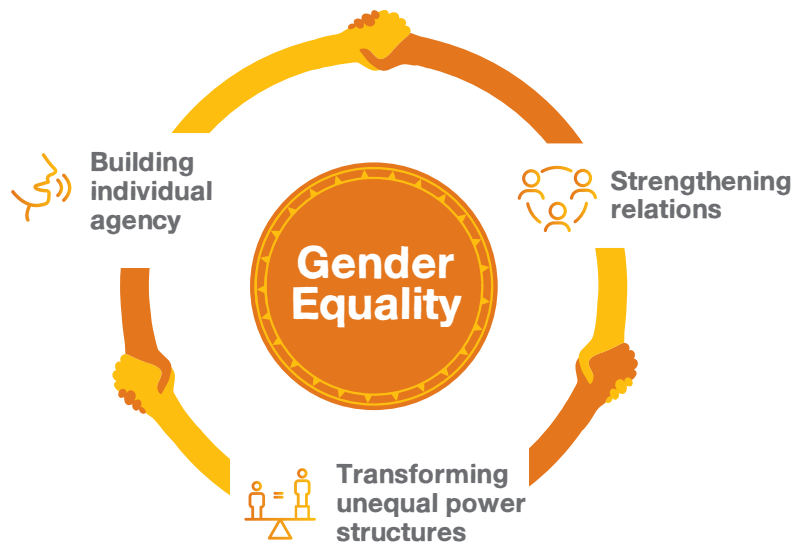 Building
individual
agency
Strengthening
relations
Gender
Equality
Transforming
unequal power
structures